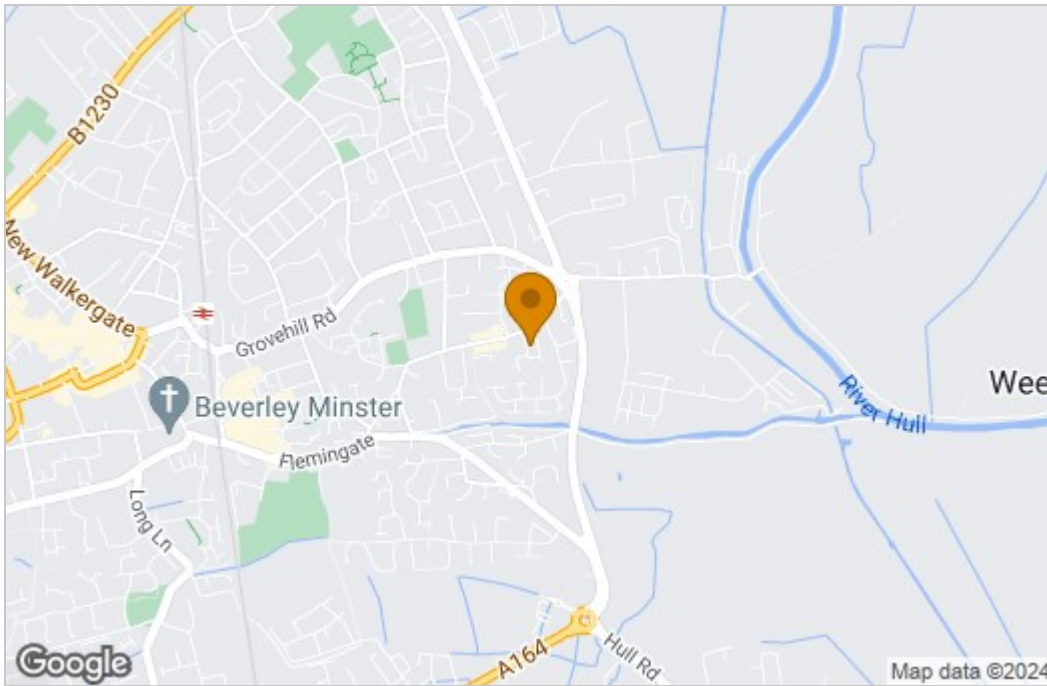 B1230
New Walkergate
Grovehill Rd
Beverley Minster
Flemingate
Long Ln
River Hull
Wee
A164
Hull Rd
Google
Map data ©2024